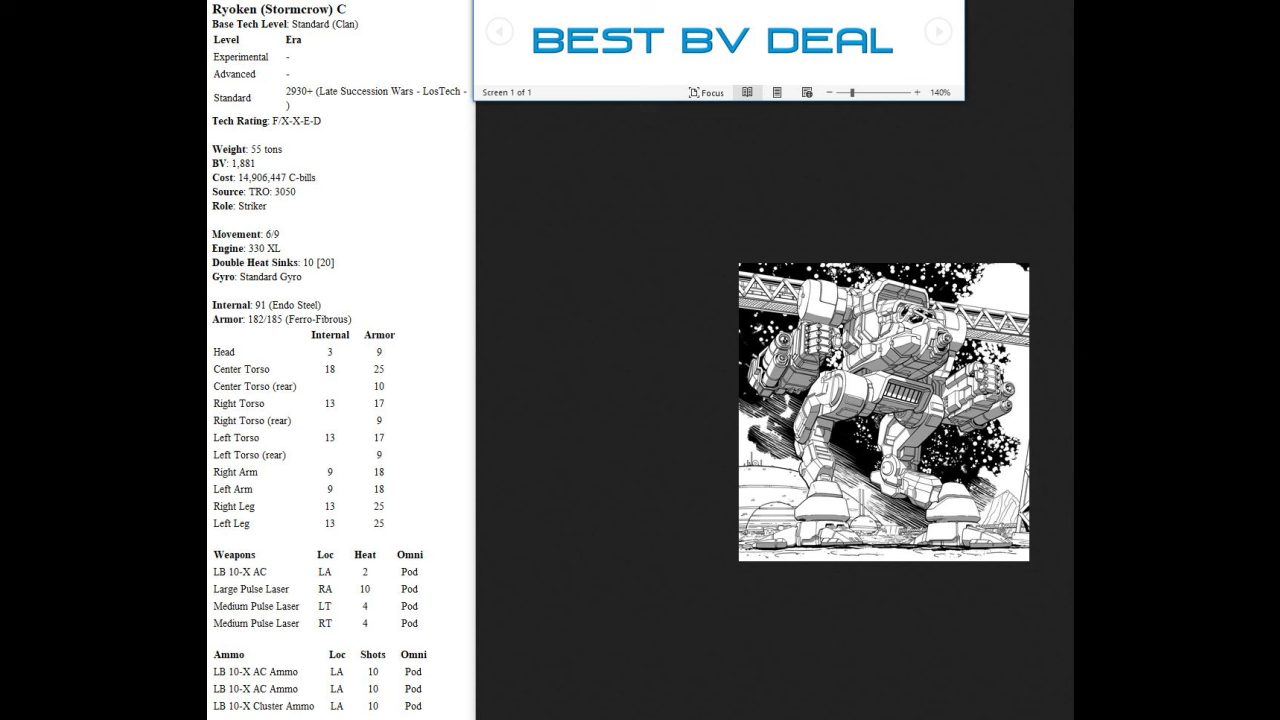 Ryoken (Stormcrow) C
Base Tech Level: Standard (Clan)
Level Era
Experimental -
Advanced -
Standard 2930+ (Late Succession Wars - LosTech -
)
Tech Rating: F/X-X-E-D
Weight: 55 tons
BV: 1,881
Cost: 14,906,447 C-bills
Source: TRO: 3050
Role: Striker
Movement: 6/9
Engine: 330 XL
Double Heat Sinks: 10 [20]
Gyro: Standard Gyro
Internal: 91 (Endo Steel)
Armor: 182/185 (Ferro-Fibrous)
Internal Armor
Head 3 9
Center Torso 18 25
Center Torso (rear) 10
Right Torso 13 17
Right Torso (rear) 9
Left Torso 13 17
Left Torso (rear) 9
Right Arm 9 18
Left Arm 9 18
Right Leg 13 25
Left Leg 13 25
Weapons Loc Heat Omni
LB 10-X AC LA 2 Pod
Large Pulse Laser RA 10 Pod
Medium Pulse Laser LT 4 Pod
Medium Pulse Laser RT 4 Pod
Ammo Loc Shots Omni
LB 10-X AC Ammo LA 10 Pod
LB 10-X AC Ammo LA 10 Pod
LB 10-X Cluster Ammo LA 10 Pod
BEST BV DEAL
Screen 1 of 1 Focus 140%